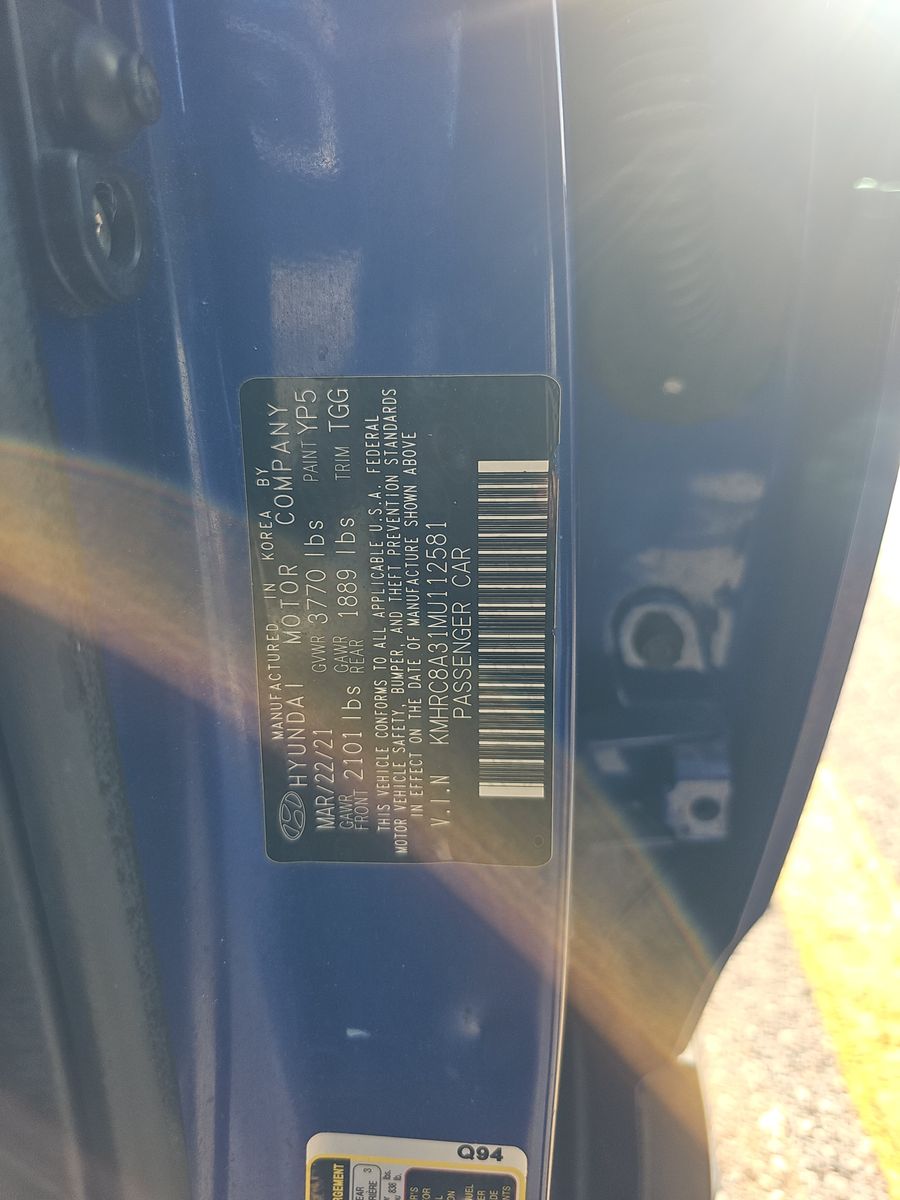 MANUFACTURED IN KOREA BY
HYUNDAI MOTOR COMPANY
MAR/22/21 GVWR 3770 lbs PAINT YP5
GAWR FRONT 2101 lbs GAWR REAR 1889 lbs TRIM TGG
THIS VEHICLE CONFORMS TO ALL APPLICABLE U.S.A. FEDERAL
MOTOR VEHICLE SAFETY, BUMPER, AND THEFT PREVENTION STANDARDS
IN EFFECT ON THE DATE OF MANUFACTURE SHOWN ABOVE
V.I.N KMHRC8A31MU112581
PASSENGER CAR
Q94